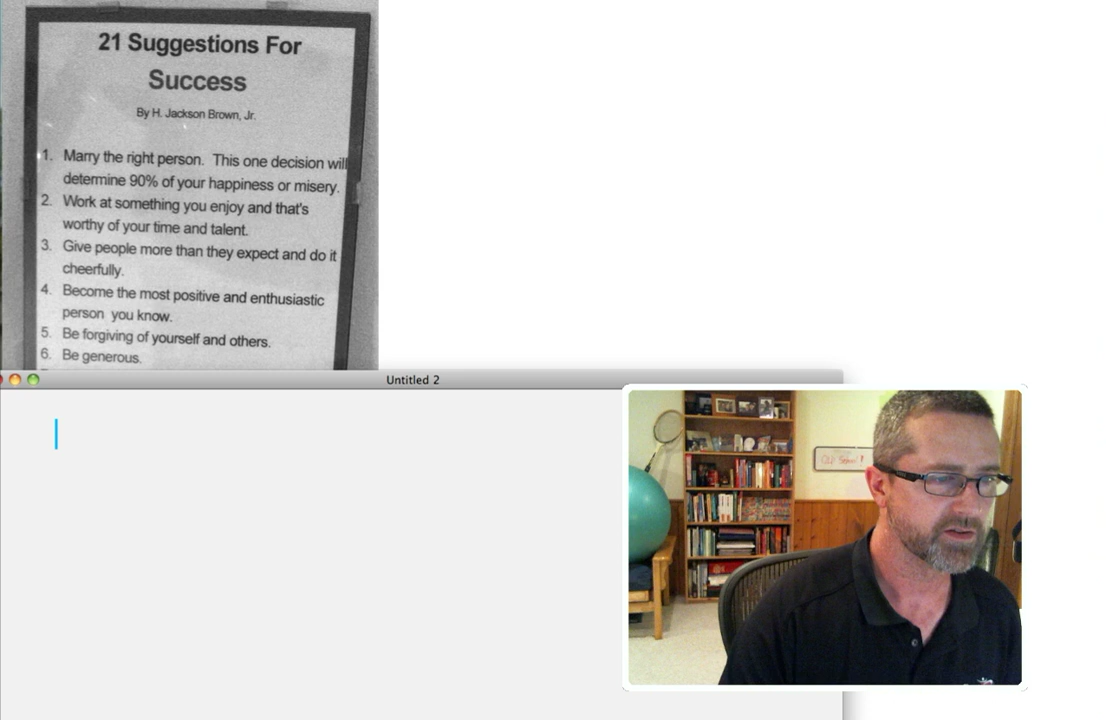 21 Suggestions For
Success
By H. Jackson Brown, Jr.
1. Marry the right person. This one decision will
determine 90% of your happiness or misery.
2. Work at something you enjoy and that's
worthy of your time and talent.
3. Give people more than they expect and do it
cheerfully.
4. Become the most positive and enthusiastic
person you know.
5. Be forgiving of yourself and others.
6. Be generous.
Untitled 2
Old School!